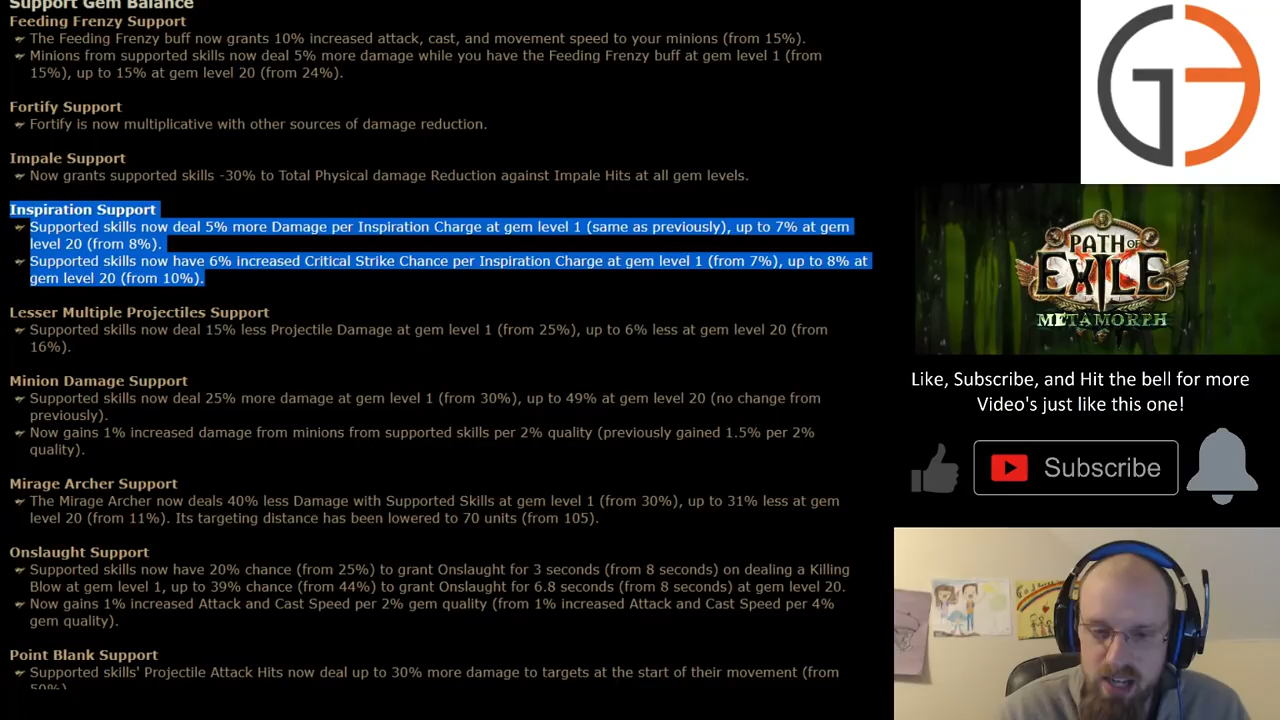 Support Gem Balance
Feeding Frenzy Support
The Feeding Frenzy buff now grants 10% increased attack, cast, and movement speed to your minions (from 15%).
Minions from supported skills now deal 5% more damage while you have the Feeding Frenzy buff at gem level 1 (from
15%), up to 15% at gem level 20 (from 24%).
Fortify Support
Fortify is now multiplicative with other sources of damage reduction.
Impale Support
Now grants supported skills -30% to Total Physical damage Reduction against Impale Hits at all gem levels.
Inspiration Support
Supported skills now deal 5% more Damage per Inspiration Charge at gem level 1 (same as previously), up to 7% at gem
level 20 (from 8%).
Supported skills now have 6% increased Critical Strike Chance per Inspiration Charge at gem level 1 (from 7%), up to 8% at
gem level 20 (from 10%).
Lesser Multiple Projectiles Support
Supported skills now deal 15% less Projectile Damage at gem level 1 (from 25%), up to 6% less at gem level 20 (from
16%).
Minion Damage Support
Supported skills now deal 25% more damage at gem level 1 (from 30%), up to 49% at gem level 20 (no change from
previously).
Now gains 1% increased damage from minions from supported skills per 2% quality (previously gained 1.5% per 2%
quality).
Mirage Archer Support
The Mirage Archer now deals 40% less Damage with Supported Skills at gem level 1 (from 30%), up to 31% less at gem
level 20 (from 11%). Its targeting distance has been lowered to 70 units (from 105).
Onslaught Support
Supported skills now have 20% chance (from 25%) to grant Onslaught for 3 seconds (from 8 seconds) on dealing a Killing
Blow at gem level 1, up to 39% chance (from 44%) to grant Onslaught for 6.8 seconds (from 8 seconds) at gem level 20.
Now gains 1% increased Attack and Cast Speed per 2% gem quality (from 1% increased Attack and Cast Speed per 4%
gem quality).
Point Blank Support
Supported skills' Projectile Attack Hits now deal up to 30% more damage to targets at the start of their movement (from
50%)
PATH OF
EXILE
METAMORPH
Like, Subscribe, and Hit the bell for more
Video's just like this one!
Subscribe